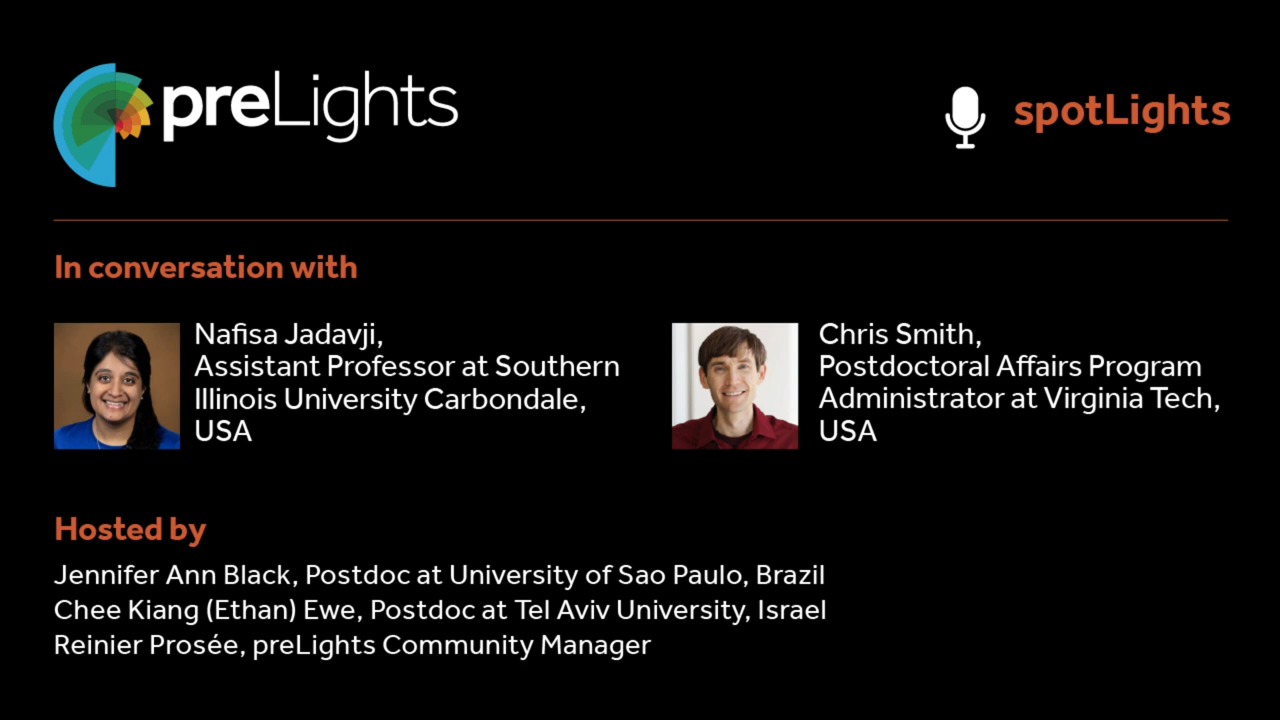 preLights
spotLights
In conversation with
Nafisa Jadavji,
Assistant Professor at Southern
Illinois University Carbondale,
USA
Chris Smith,
Postdoctoral Affairs Program
Administrator at Virginia Tech,
USA
Hosted by
Jennifer Ann Black, Postdoc at University of Sao Paulo, Brazil
Chee Kiang (Ethan) Ewe, Postdoc at Tel Aviv University, Israel
Reinier Prosée, preLights Community Manager